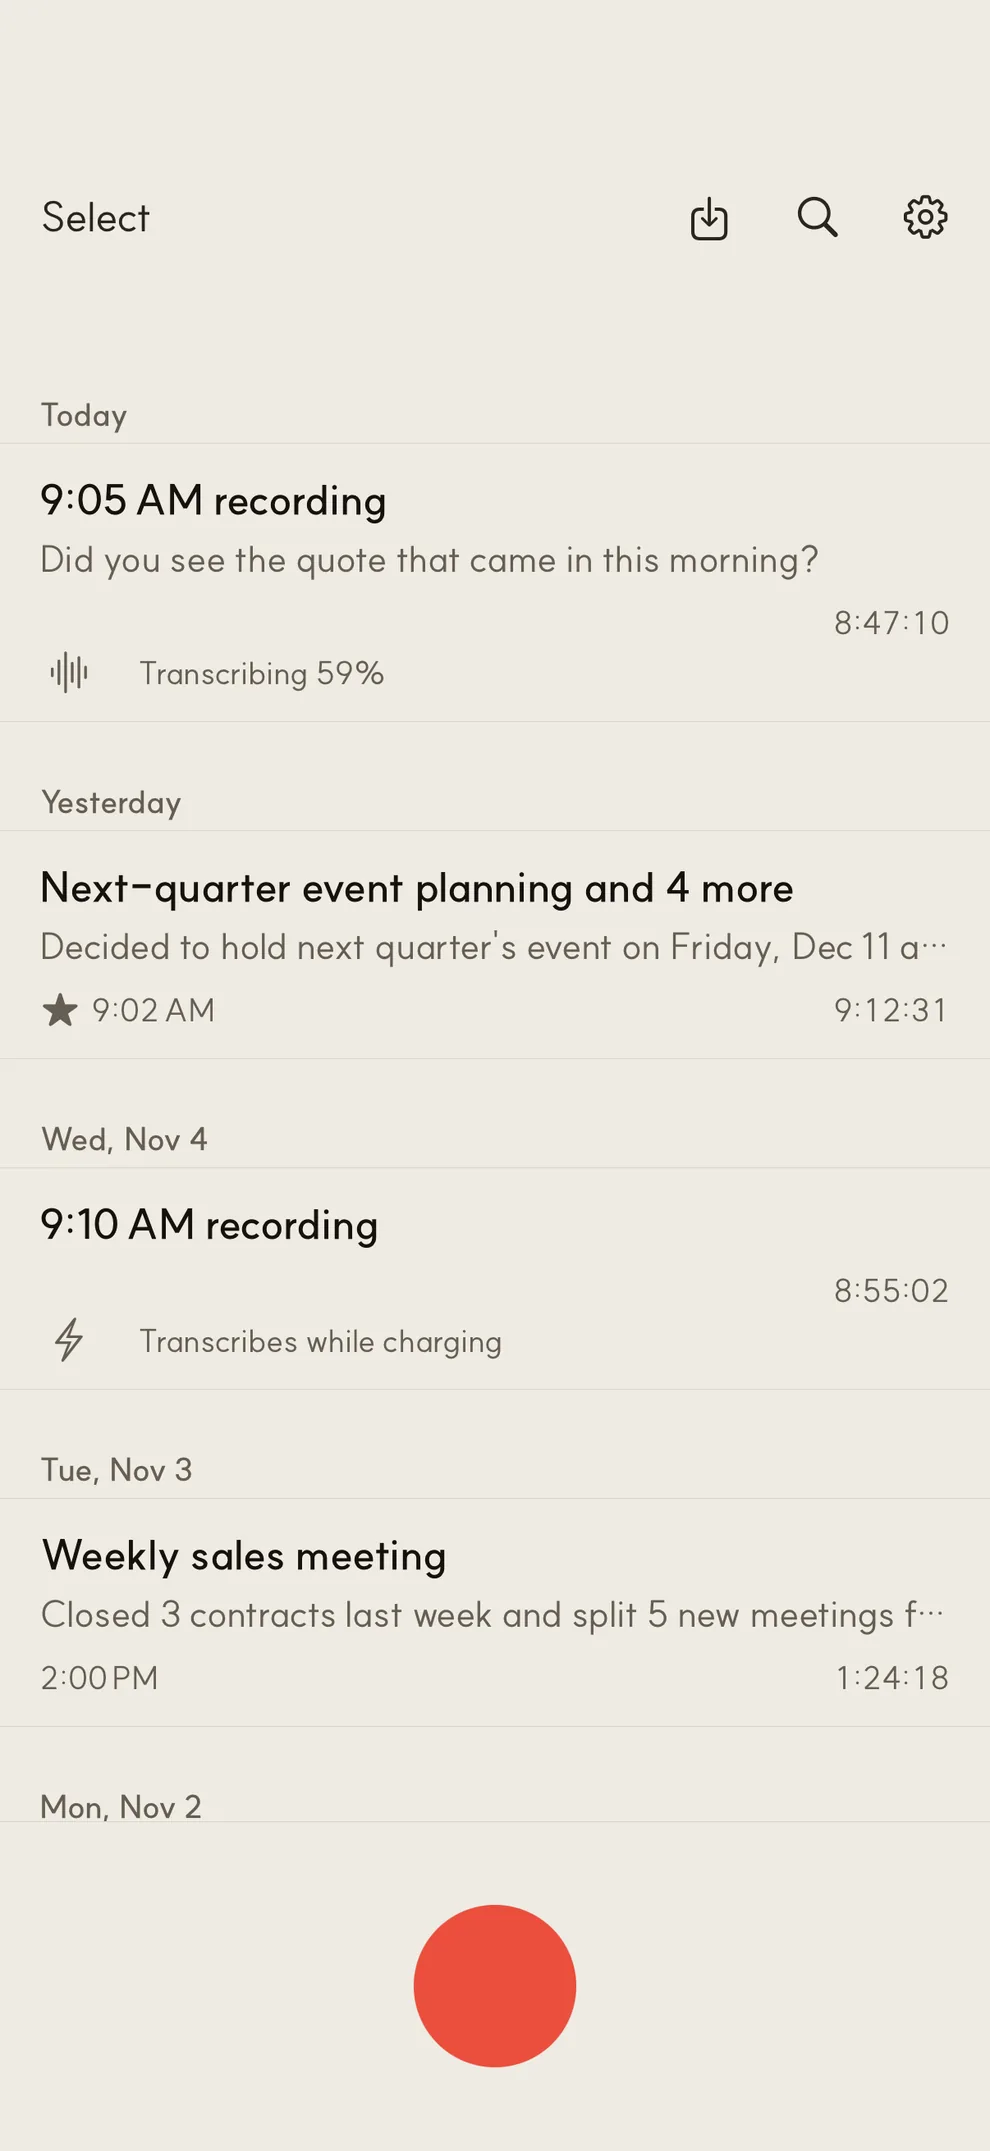 Select
Today
9:05 AM recording
Did you see the quote that came in this morning?
8:47:10
Transcribing 59%
Yesterday
Next-quarter event planning and 4 more
Decided to hold next quarter's event on Friday, Dec 11 a…
★ 9:02 AM 9:12:31
Wed, Nov 4
9:10 AM recording
8:55:02
Transcribes while charging
Tue, Nov 3
Weekly sales meeting
Closed 3 contracts last week and split 5 new meetings f…
2:00 PM 1:24:18
Mon, Nov 2